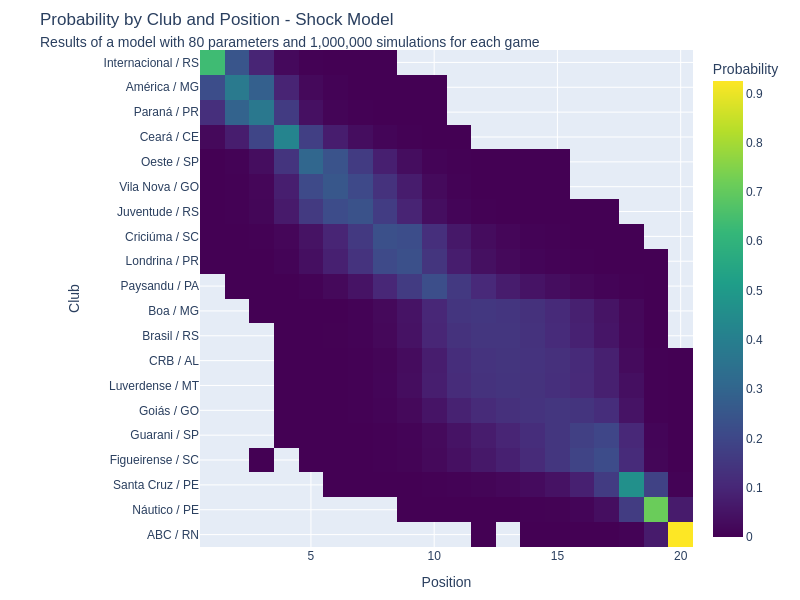 Probability by Club and Position - Shock Model
Results of a model with 80 parameters and 1,000,000 simulations for each game
Probability
Internacional / RS
América / MG
Paraná / PR
Ceará / CE
Oeste / SP
Vila Nova / GO
Juventude / RS
Criciúma / SC
Londrina / PR
Paysandu / PA
Boa / MG
Brasil / RS
CRB / AL
Luverdense / MT
Goiás / GO
Guarani / SP
Figueirense / SC
Santa Cruz / PE
Náutico / PE
ABC / RN
Club
5
10
15
20
Position
0.9
0.8
0.7
0.6
0.5
0.4
0.3
0.2
0.1
0